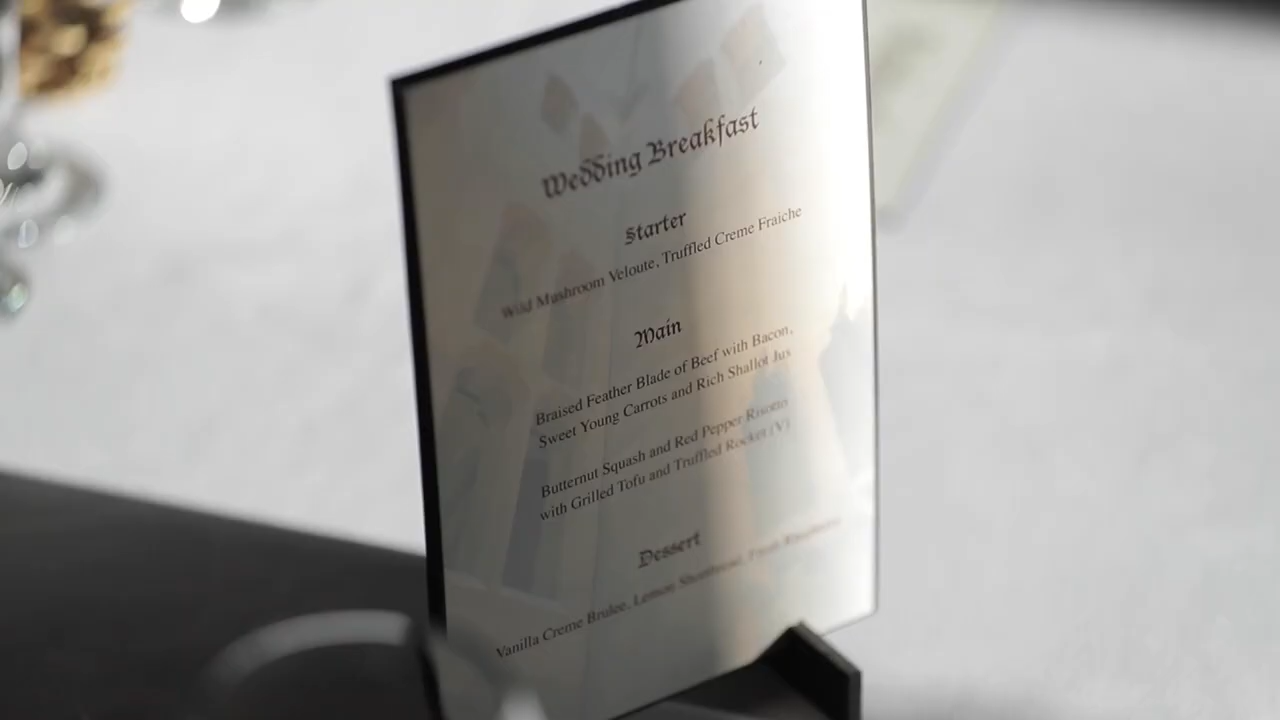 Wedding Breakfast
Starter
Wild Mushroom Veloute, Truffled Creme Fraiche
Main
Braised Feather Blade of Beef with Bacon,
Sweet Young Carrots and Rich Shallot Jus
Butternut Squash and Red Pepper Risotto
with Grilled Tofu and Truffled Rocket (V)
Dessert
Vanilla Creme Brulee, Lemon Shortbread, Fresh Raspberry